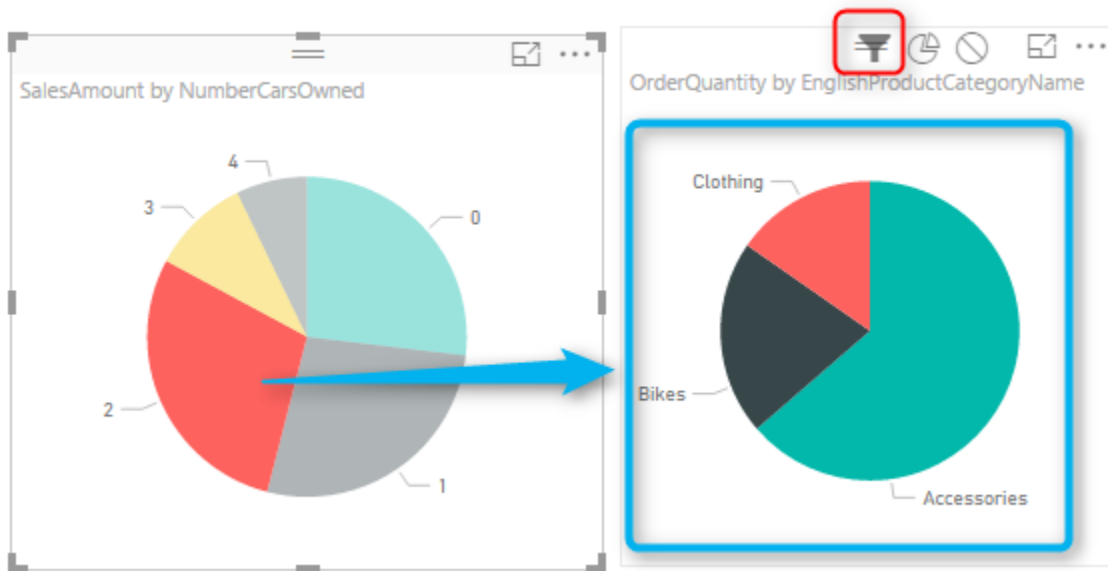 SalesAmount by NumberCarsOwned
4
3
0
2
1
OrderQuantity by EnglishProductCategoryName
Clothing
Bikes
Accessories